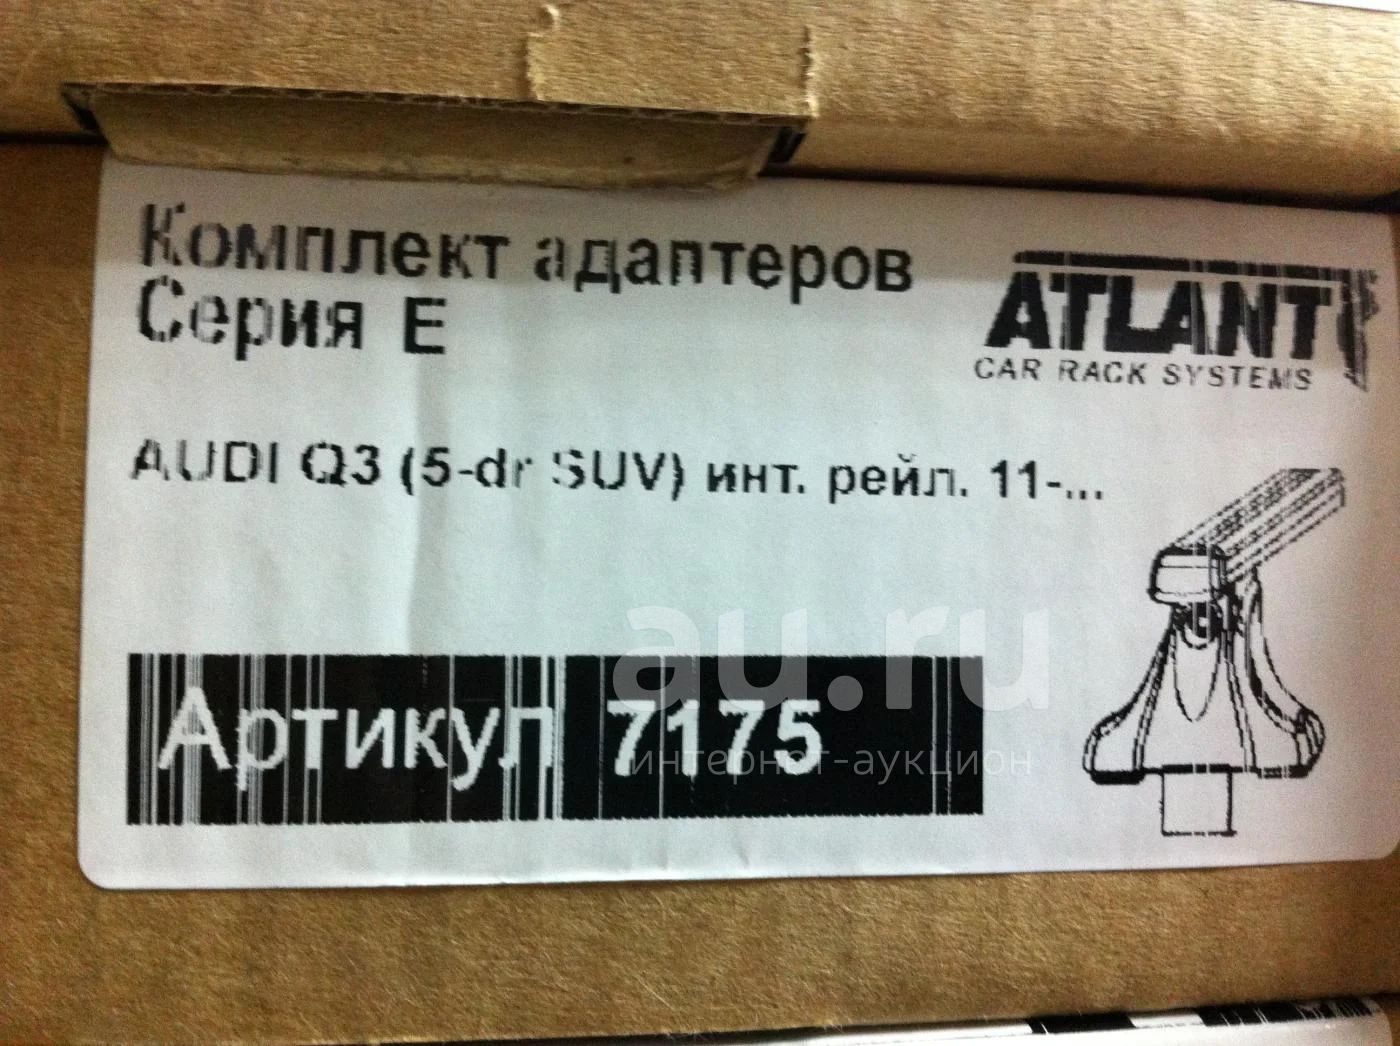 Комплект адаптеров
Серия Е
ATLANT
CAR RACK SYSTEMS
AUDI Q3 (5-dr SUV) инт. рейл. 11-...
au.ru
интернет-аукцион
Артикул 7175